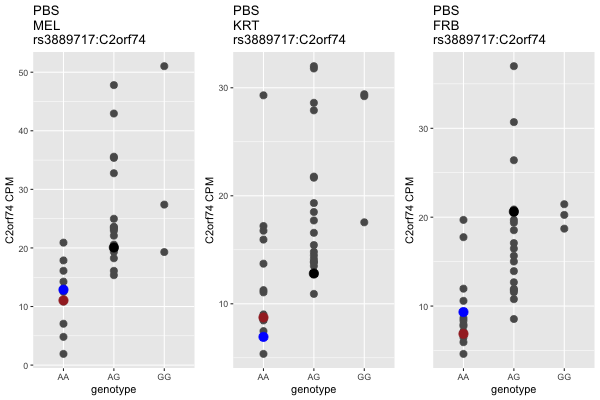 PBS
MEL
rs3889717:C2orf74
C2orf74 CPM
50
40
30
20
10
0
AA AG GG
genotype
PBS
KRT
rs3889717:C2orf74
C2orf74 CPM
30
20
10
AA AG GG
genotype
PBS
FRB
rs3889717:C2orf74
C2orf74 CPM
30
20
10
AA AG GG
genotype